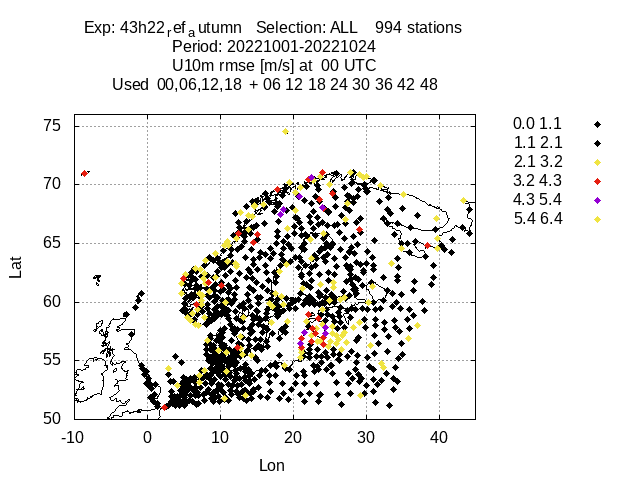 Exp: 43h22ref_autumn   Selection: ALL    994 stations
Period: 20221001-20221024
U10m rmse [m/s] at  00 UTC
Used  00,06,12,18  + 06 12 18 24 30 36 42 48
0.0 1.1
1.1 2.1
2.1 3.2
3.2 4.3
4.3 5.4
5.4 6.4
75
70
65
60
55
50
Lat
-10 0 10 20 30 40
Lon